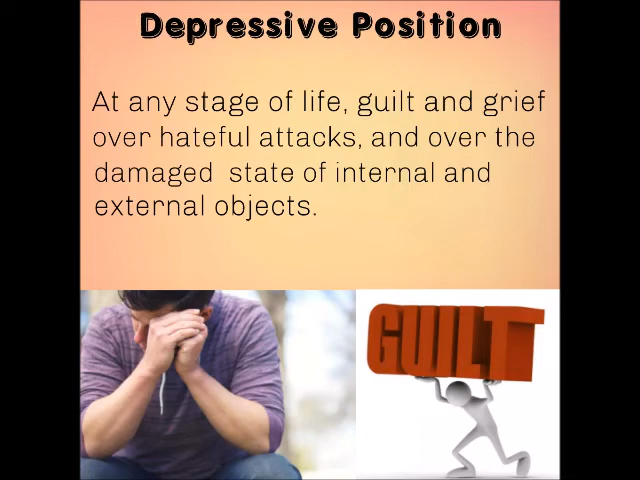 Depressive Position
At any stage of life, guilt and grief
over hateful attacks, and over the
damaged state of internal and
external objects.
GUILT